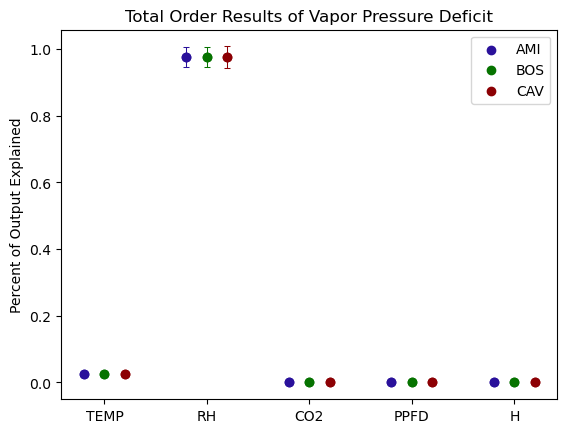 Total Order Results of Vapor Pressure Deficit
AMI
BOS
CAV
Percent of Output Explained
1.0
0.8
0.6
0.4
0.2
0.0
TEMP RH CO2 PPFD H